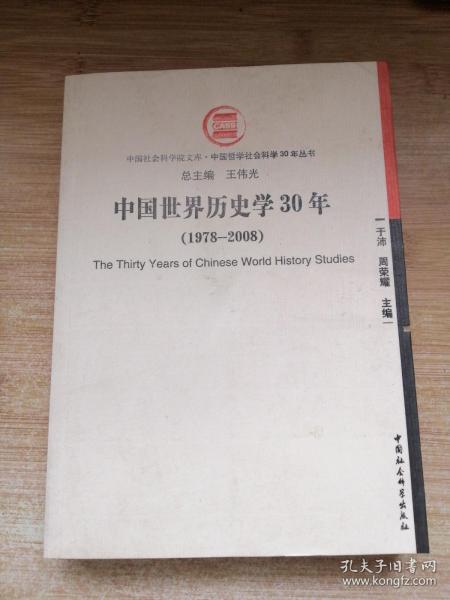 CASS
中国社会科学院文库·中国哲学社会科学30年丛书
总主编 王伟光
中国世界历史学30年
(1978-2008)
The Thirty Years of Chinese World History Studies
于沛 周荣耀 主编
中国社会科学出版社
孔夫子旧书网
www.kongfz.com